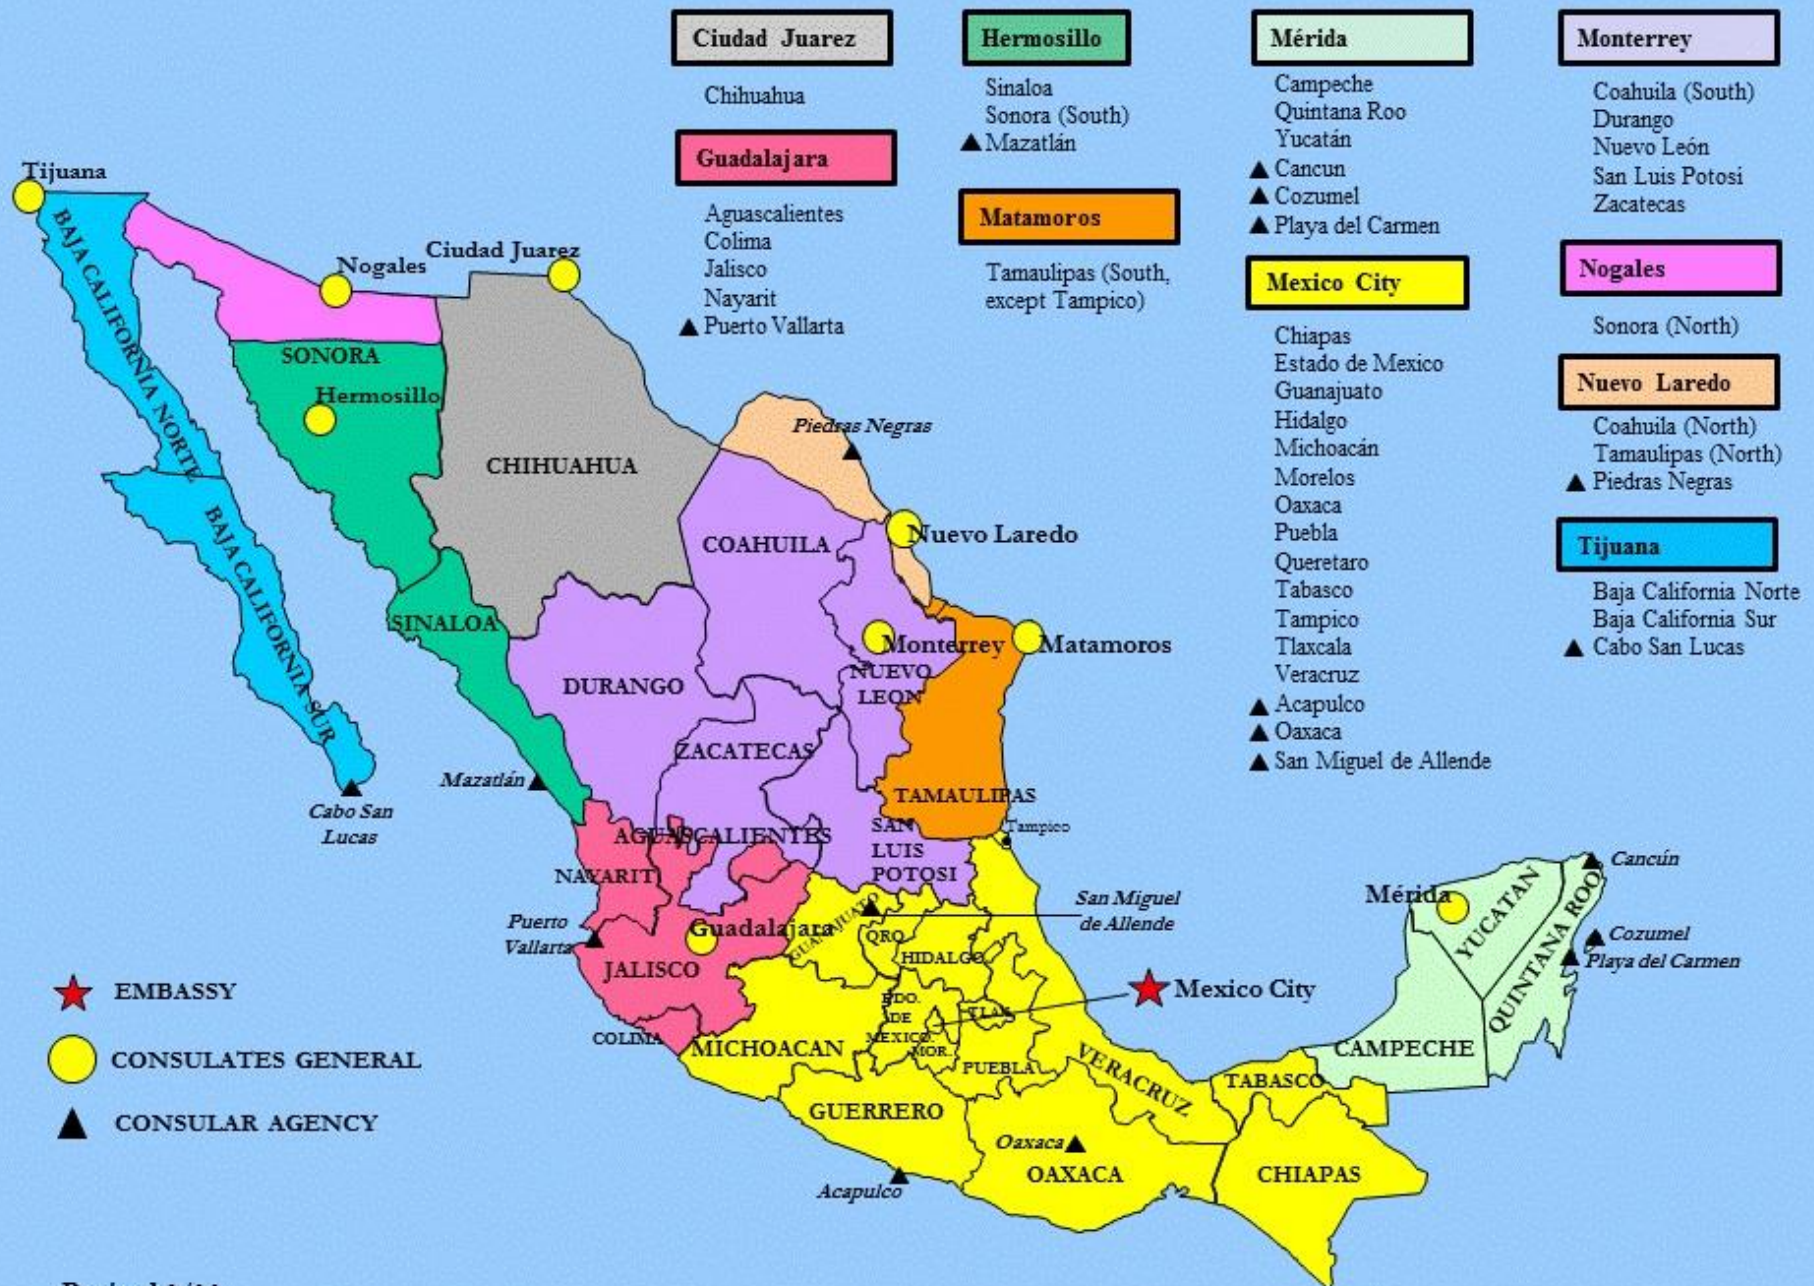 Ciudad Juarez
Chihuahua
Guadalajara
Aguascalientes
Colima
Jalisco
Nayarit
Puerto Vallarta
Hermosillo
Sinaloa
Sonora (South)
Mazatlán
Matamoros
Tamaulipas (South,
except Tampico)
Mérida
Campeche
Quintana Roo
Yucatán
Cancun
Cozumel
Playa del Carmen
Mexico City
Chiapas
Estado de Mexico
Guanajuato
Hidalgo
Michoacán
Morelos
Oaxaca
Puebla
Queretaro
Tabasco
Tampico
Tlaxcala
Veracruz
Acapulco
Oaxaca
San Miguel de Allende
Monterrey
Coahuila (South)
Durango
Nuevo León
San Luis Potosi
Zacatecas
Nogales
Sonora (North)
Nuevo Laredo
Coahuila (North)
Tamaulipas (North)
Piedras Negras
Tijuana
Baja California Norte
Baja California Sur
Cabo San Lucas
Tijuana
BAJA CALIFORNIA NORTE
BAJA CALIFORNIA SUR
Cabo San
Lucas
Nogales
Ciudad Juarez
SONORA
Hermosillo
CHIHUAHUA
Piedras Negras
COAHUILA
Nuevo Laredo
SINALOA
Monterrey
Matamoros
NUEVO
LEON
DURANGO
ZACATECAS
Mazatlán
TAMAULIPAS
Tampico
AGUASCALIENTES
SAN
LUIS
POTOSI
NAYARIT
Puerto
Vallarta
Guadalajara
JALISCO
COLIMA
GUANAJUATO
San Miguel
de Allende
QRO
HIDALGO
EDO.
DE
MEXICO.
MOR.
TLAX
Mexico City
MICHOACAN
PUEBLA
VERACRUZ
GUERRERO
Acapulco
Oaxaca
OAXACA
TABASCO
CHIAPAS
CAMPECHE
Mérida
YUCATAN
QUINTANA ROO
Cancún
Cozumel
Playa del Carmen
EMBASSY
CONSULATES GENERAL
CONSULAR AGENCY